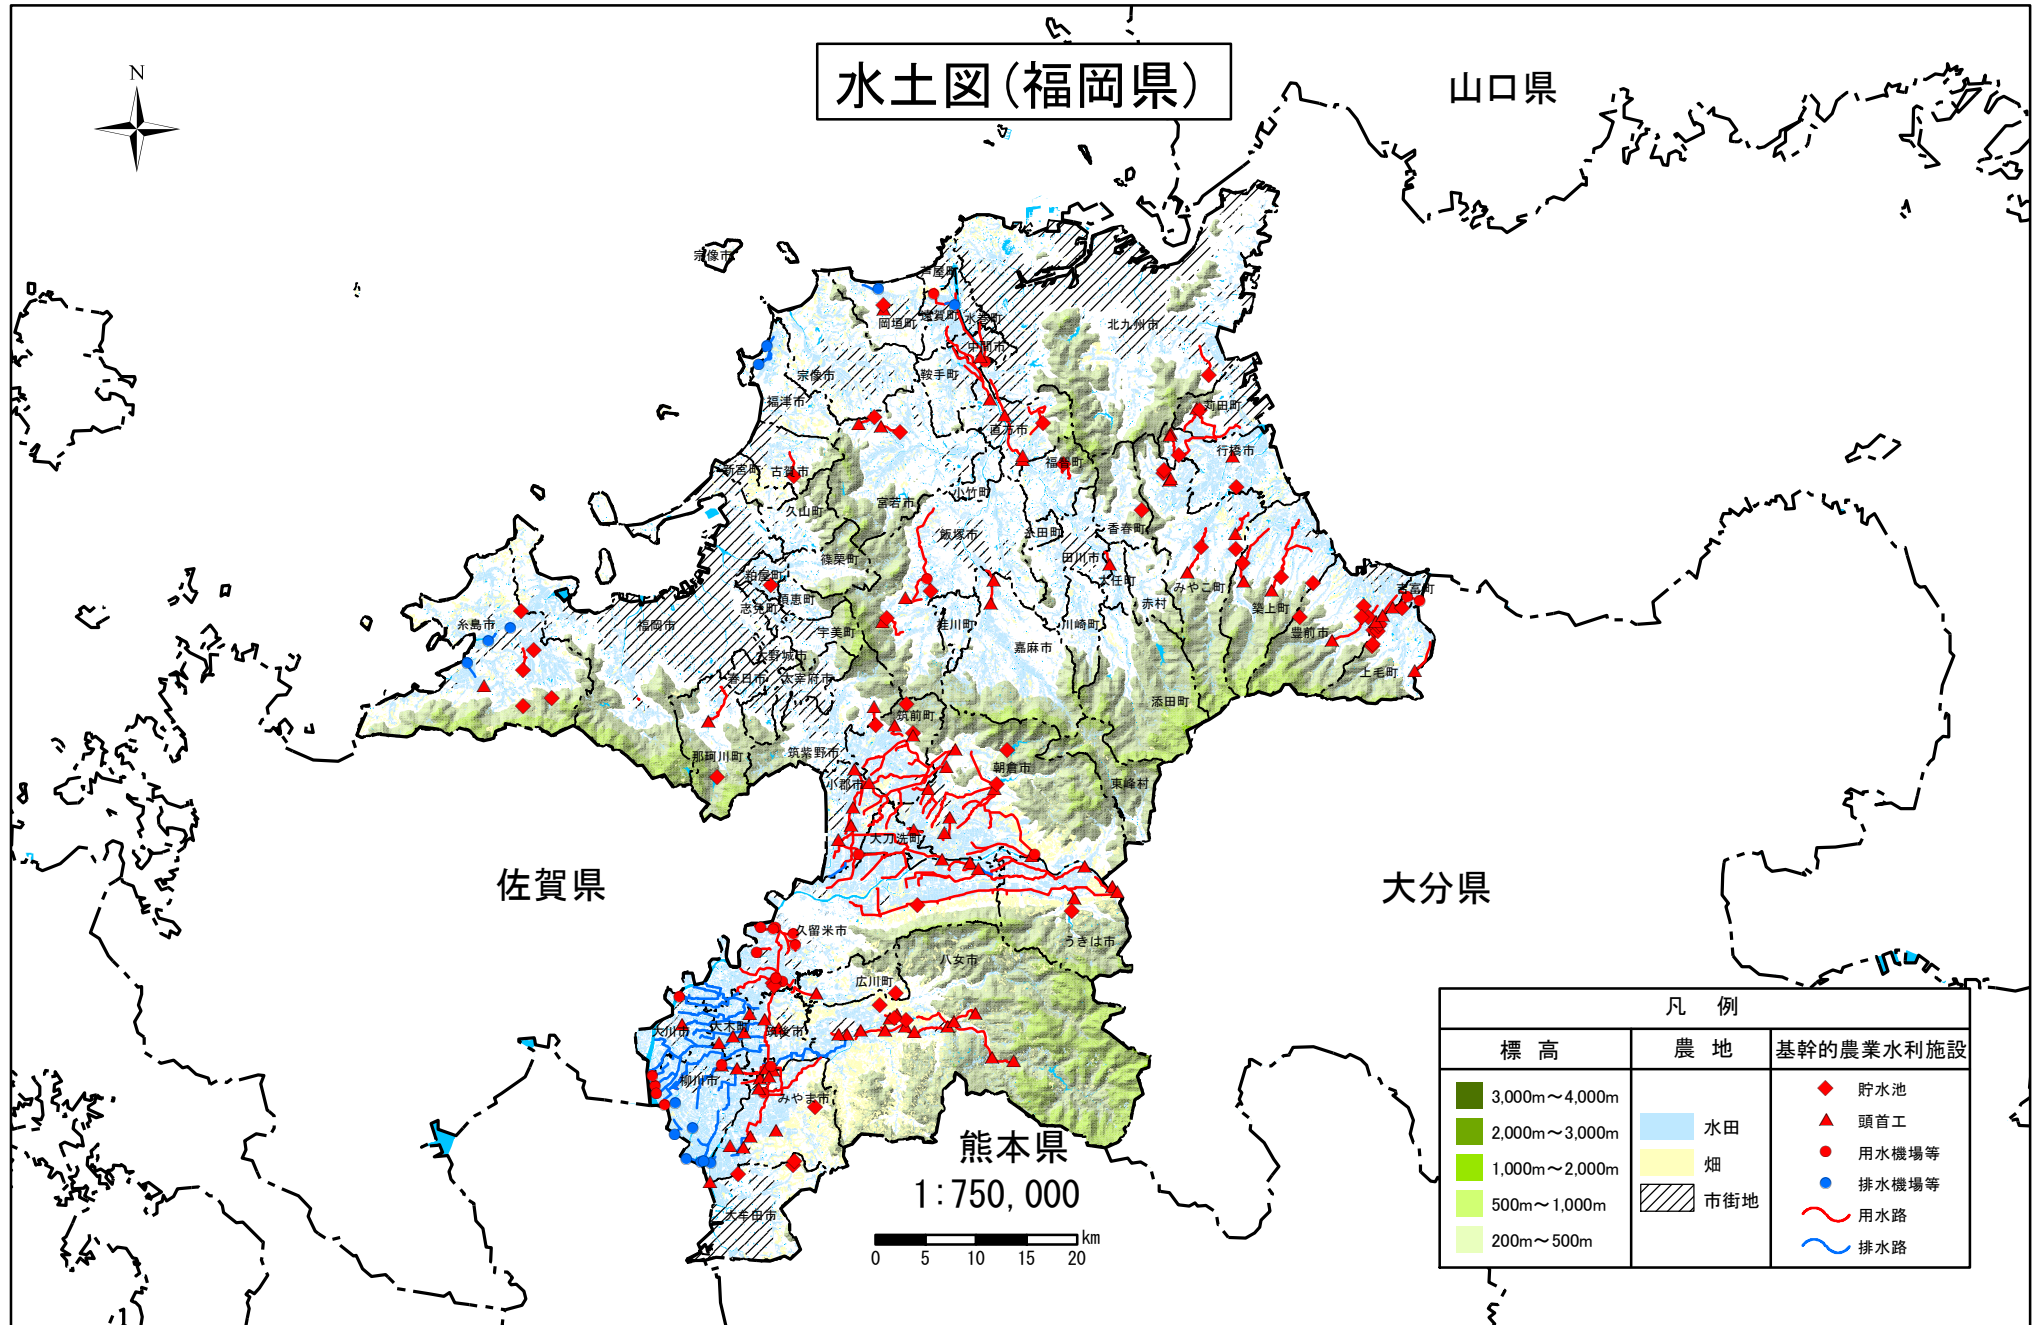 N
水土図(福岡県)
山口県
宗像市
芦屋町
岡垣町
遠賀町
水巻町
北九州市
中間市
宗像市
鞍手町
福津市
苅田町
直方市
行橋市
新宮町
古賀市
福智町
小竹町
宮若市
久山町
飯塚市
糸田町
香春町
篠栗町
田川市
粕屋町
大任町
みやこ町
吉富町
須恵町
志免町
赤村
築上町
糸島市
福岡市
宇美町
桂川町
川崎町
豊前市
嘉麻市
大野城市
上毛町
春日市
太宰府市
添田町
筑前町
那珂川町
筑紫野市
朝倉市
小郡市
東峰村
大刀洗町
佐賀県
大分県
久留米市
うきは市
八女市
広川町
大川市
大木町
筑後市
柳川市
みやま市
熊本県
1:750,000
大牟田市
km
0 5 10 15 20
凡 例
標 高
農 地
基幹的農業水利施設
3,000m～4,000m
2,000m～3,000m
1,000m～2,000m
500m～1,000m
200m～500m
水田
畑
市街地
貯水池
頭首工
用水機場等
排水機場等
用水路
排水路